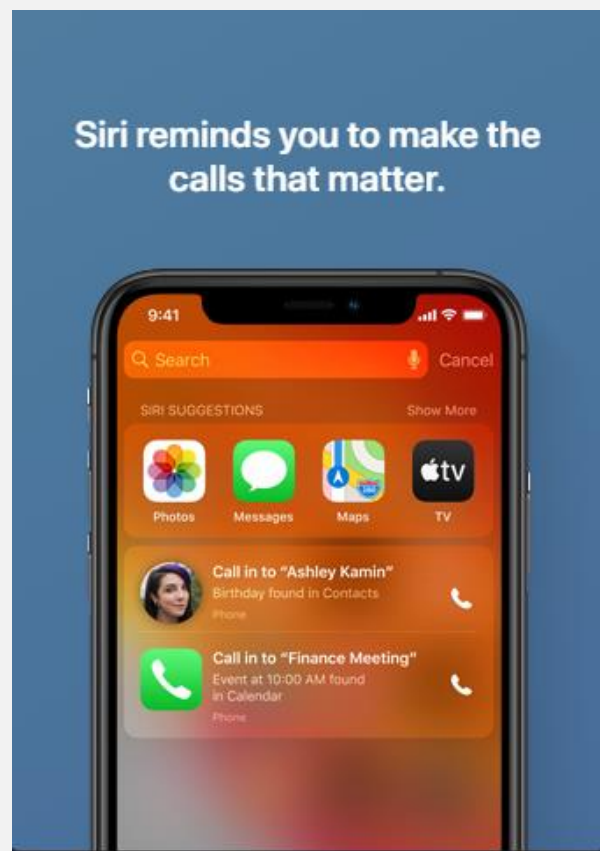 Siri reminds you to make the
calls that matter.
9:41
Search
Cancel
SIRI SUGGESTIONS
Show More
tv
Photos
Messages
Maps
TV
Call in to “Ashley Kamin”
Birthday found in Contacts
Phone
Call in to “Finance Meeting”
Event at 10:00 AM found
in Calendar
Phone